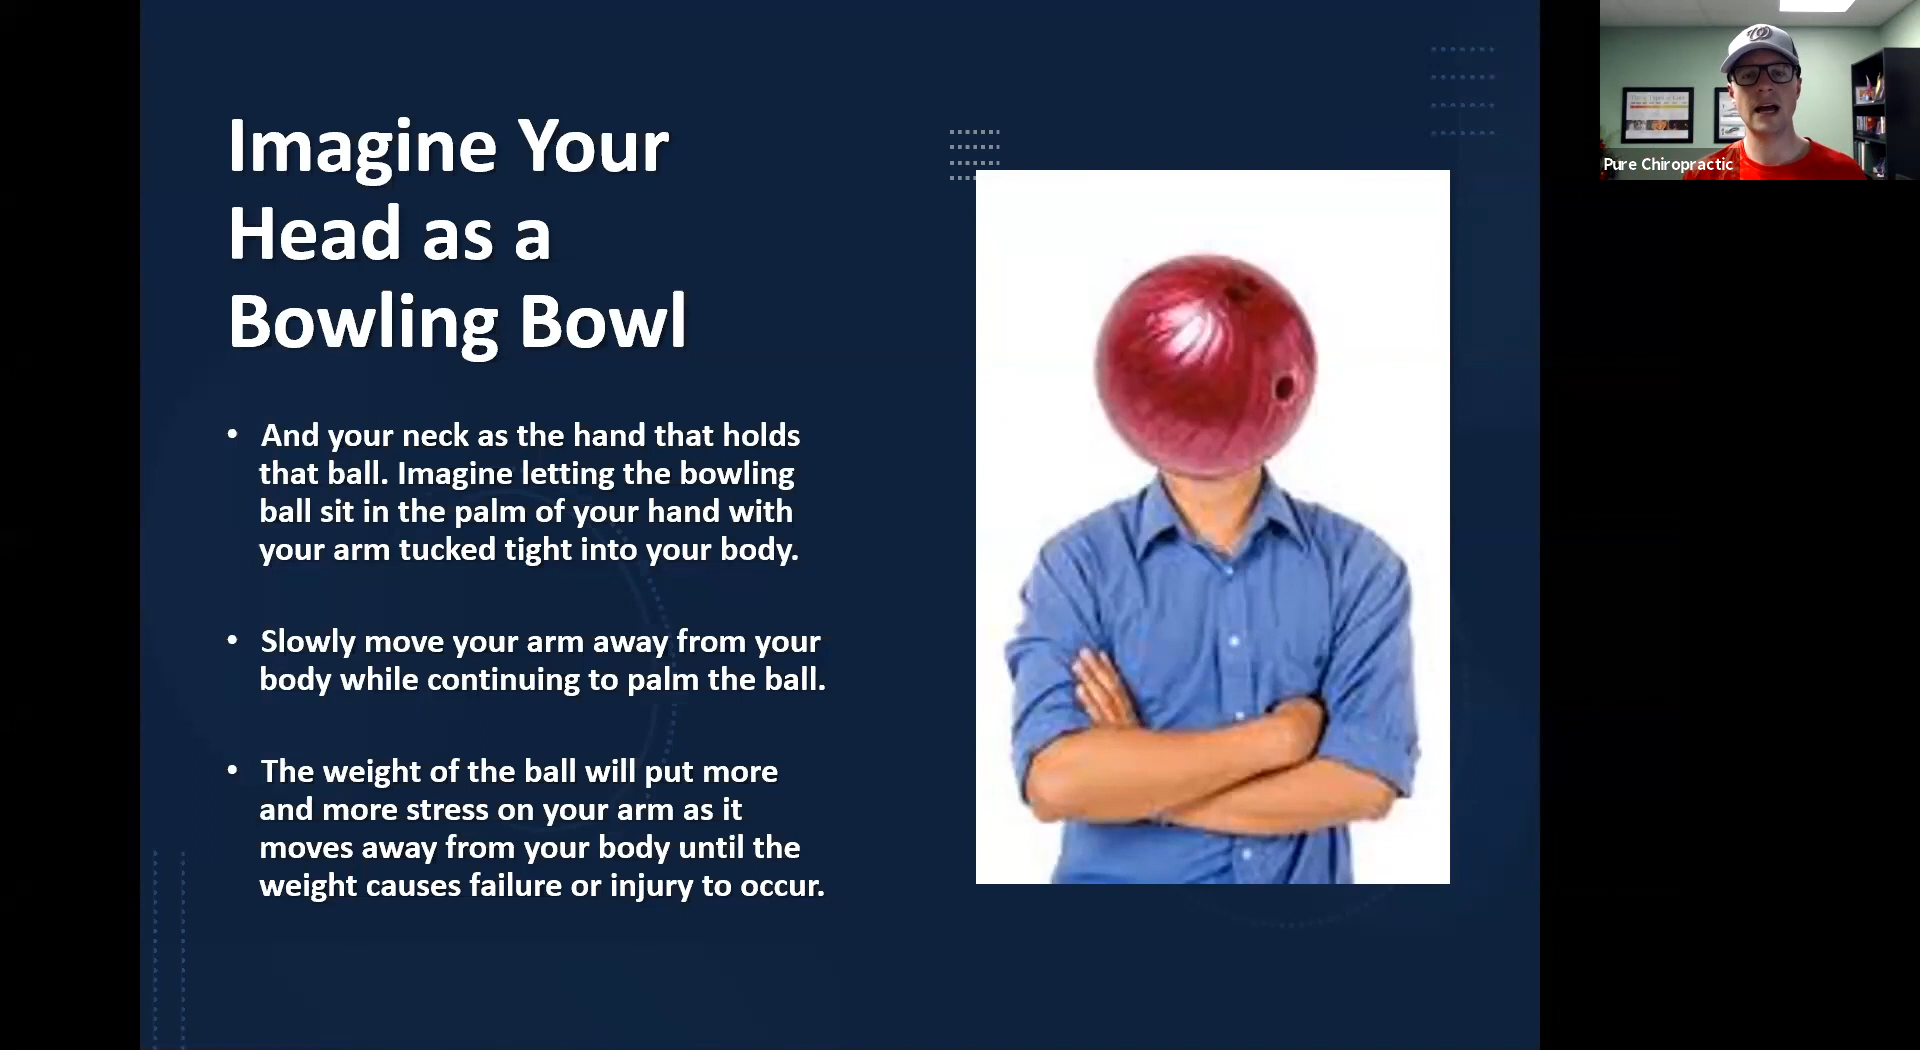 Imagine Your
Head as a
Bowling Bowl
• And your neck as the hand that holds
that ball. Imagine letting the bowling
ball sit in the palm of your hand with
your arm tucked tight into your body.
• Slowly move your arm away from your
body while continuing to palm the ball.
• The weight of the ball will put more
and more stress on your arm as it
moves away from your body until the
weight causes failure or injury to occur.
W
Pure Chiropractic